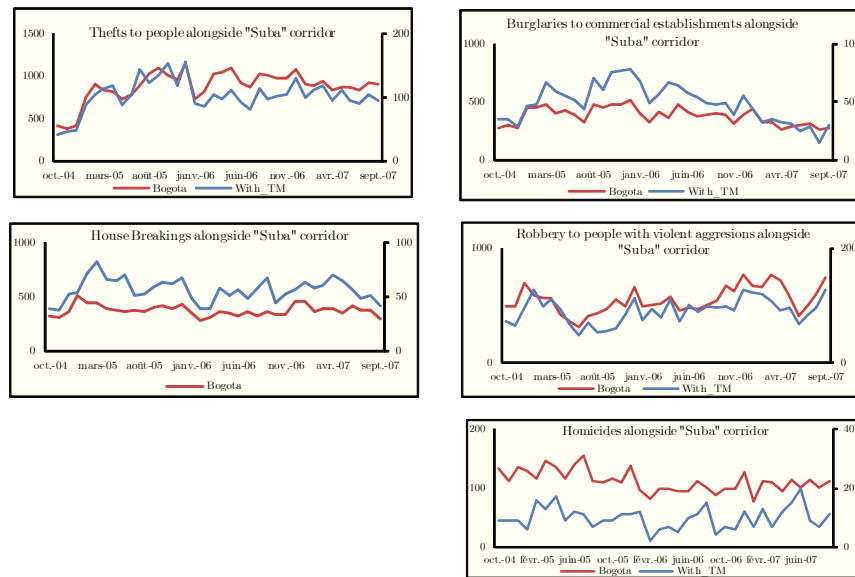 Thefts to people alongside "Suba" corridor
1500
1000
500
0
200
100
0
oct.-04 mars-05 août-05 janv.-06 juin-06 nov.-06 avr.-07 sept.-07
Bogota With_TM
Burglaries to commercial establishments alongside
"Suba" corridor
1000
500
0
50
0
oct.-04 mars-05 août-05 janv.-06 juin-06 nov.-06 avr.-07 sept.-07
Bogota With_TM
House Breakings alongside "Suba" corridor
1000
500
0
100
50
0
oct.-04 mars-05 août-05 janv.-06 juin-06 nov.-06 avr.-07 sept.-07
Bogota
Robbery to people with violent aggresions alongside
"Suba" corridor
1000
0
200
0
oct.-04 mars-05 août-05 janv.-06 juin-06 nov.-06 avr.-07 sept.-07
Bogota With_TM
Homicides alongside "Suba" corridor
200
100
0
40
20
0
oct.-04 févr.-05 juin-05 oct.-05 févr.-06 juin-06 oct.-06 févr.-07 juin-07
Bogota With_TM